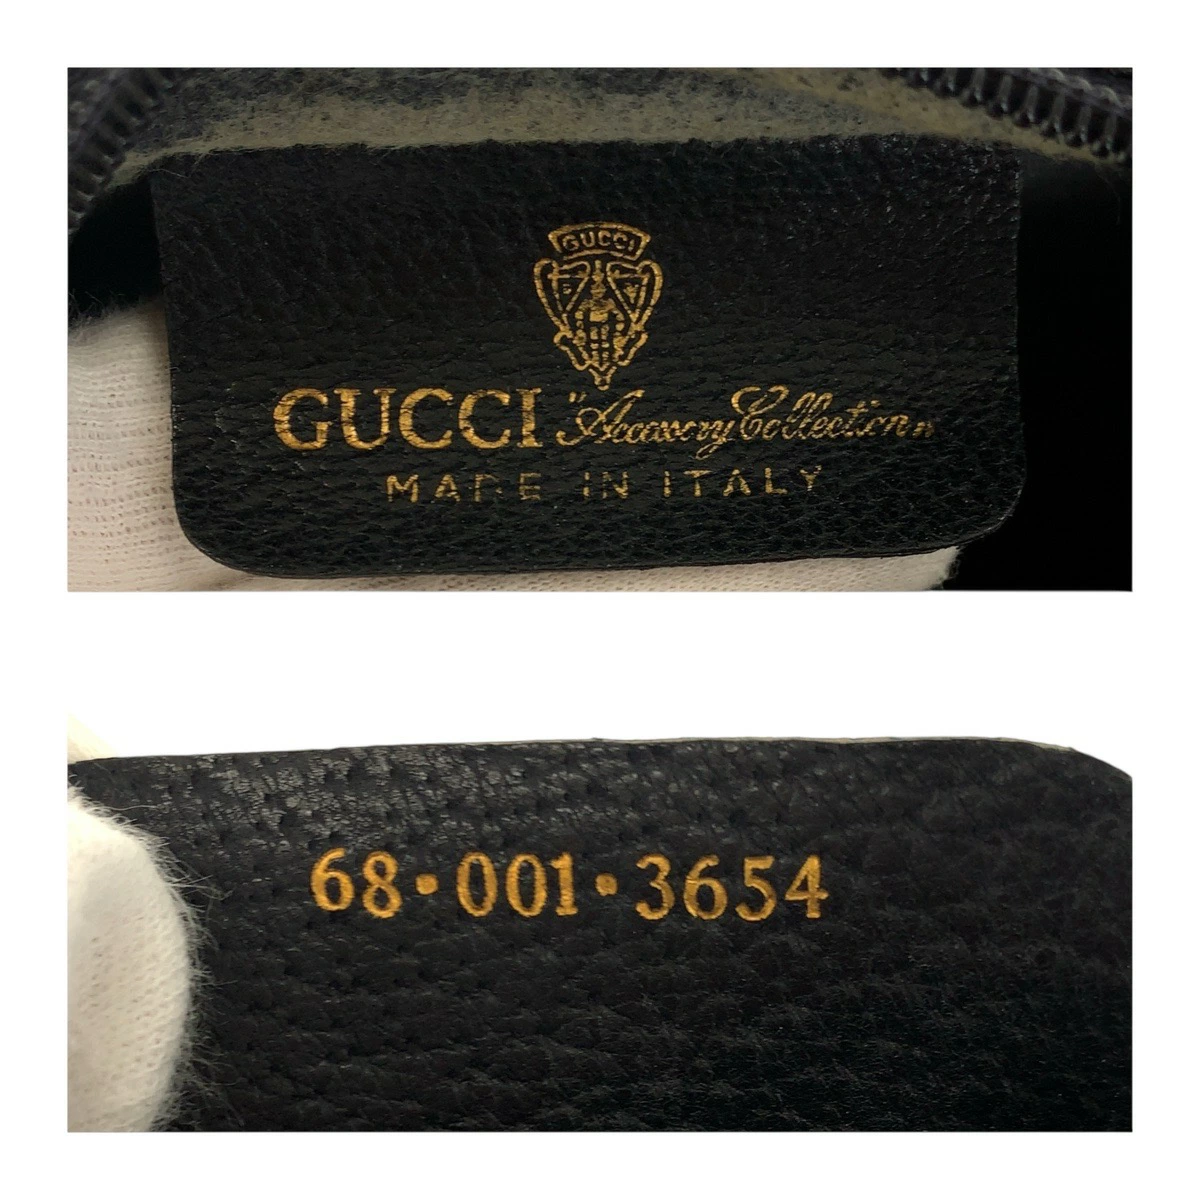 GUCCI
GUCCI "Accessory Collection"
MADE IN ITALY
68·001·3654